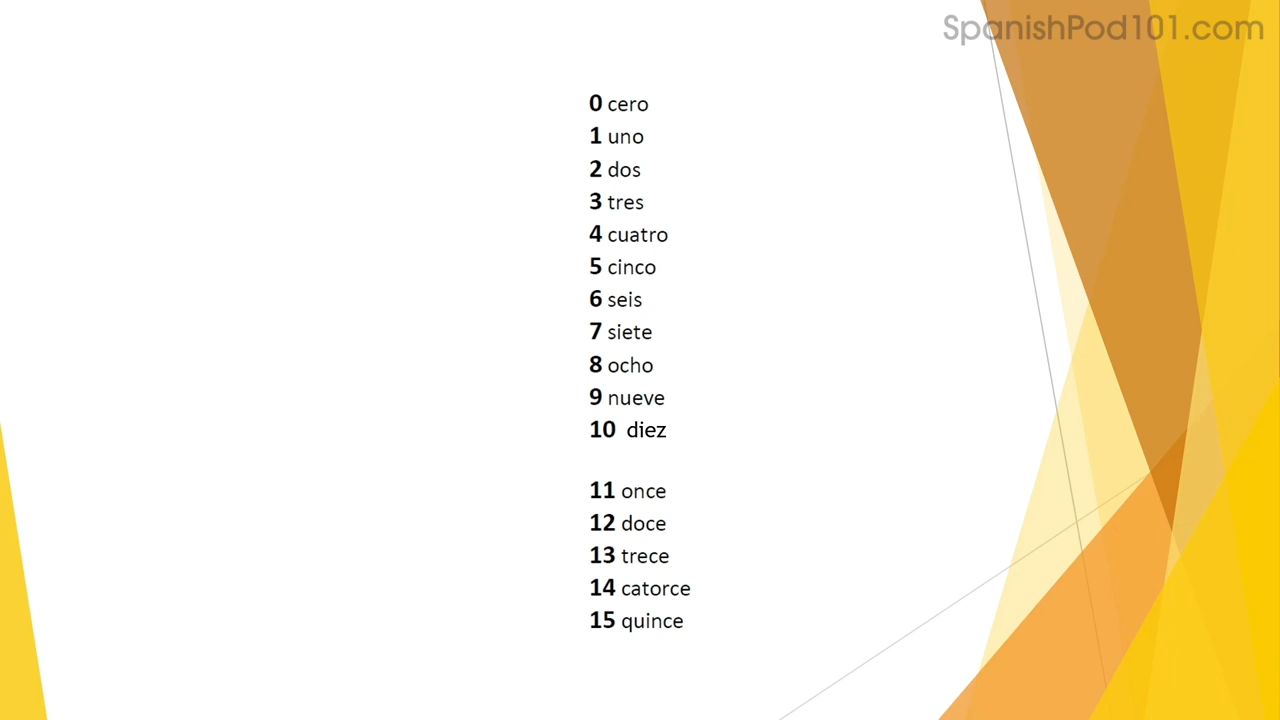 SpanishPod101.com
0 cero
1 uno
2 dos
3 tres
4 cuatro
5 cinco
6 seis
7 siete
8 ocho
9 nueve
10 diez
11 once
12 doce
13 trece
14 catorce
15 quince